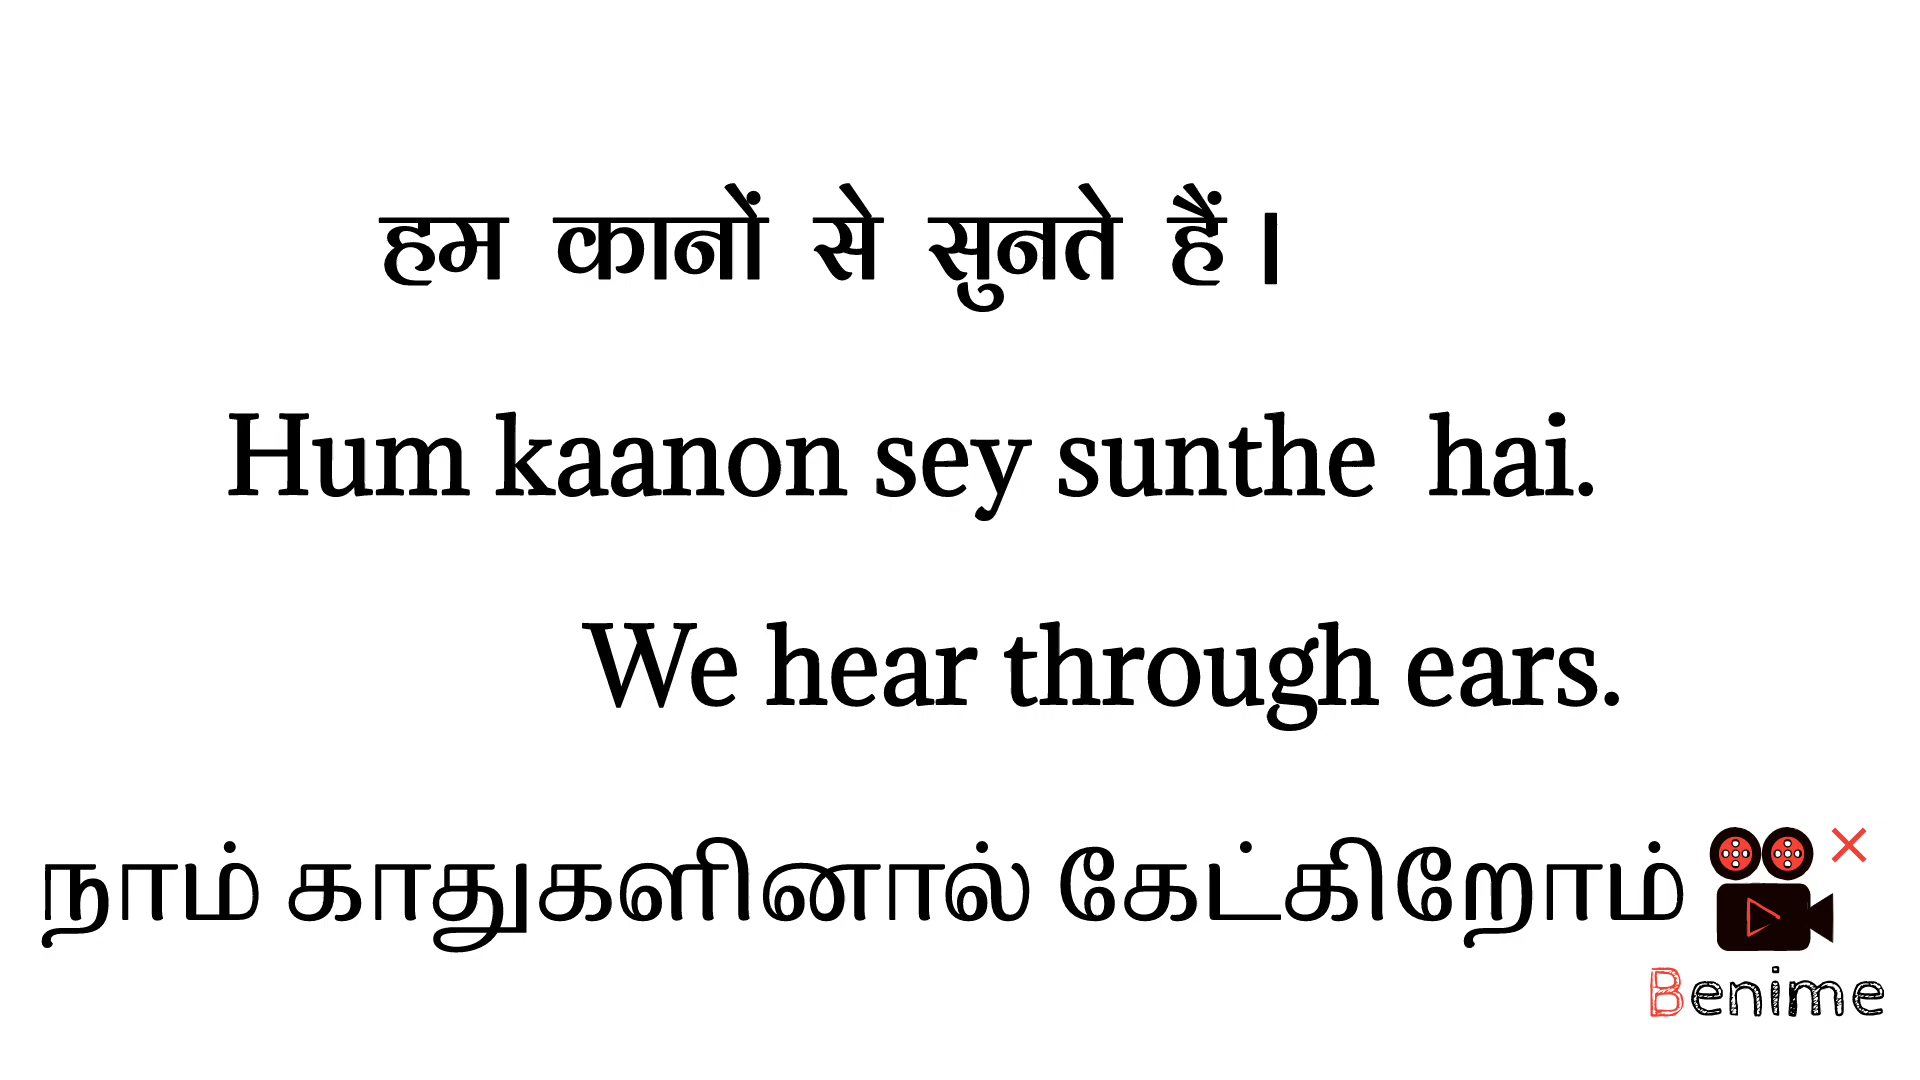 हम कानों से सुनते हैं ।
Hum kaanon sey sunthe hai.
We hear through ears.
நாம் காதுகளினால் கேட்கிறோம்
Benime